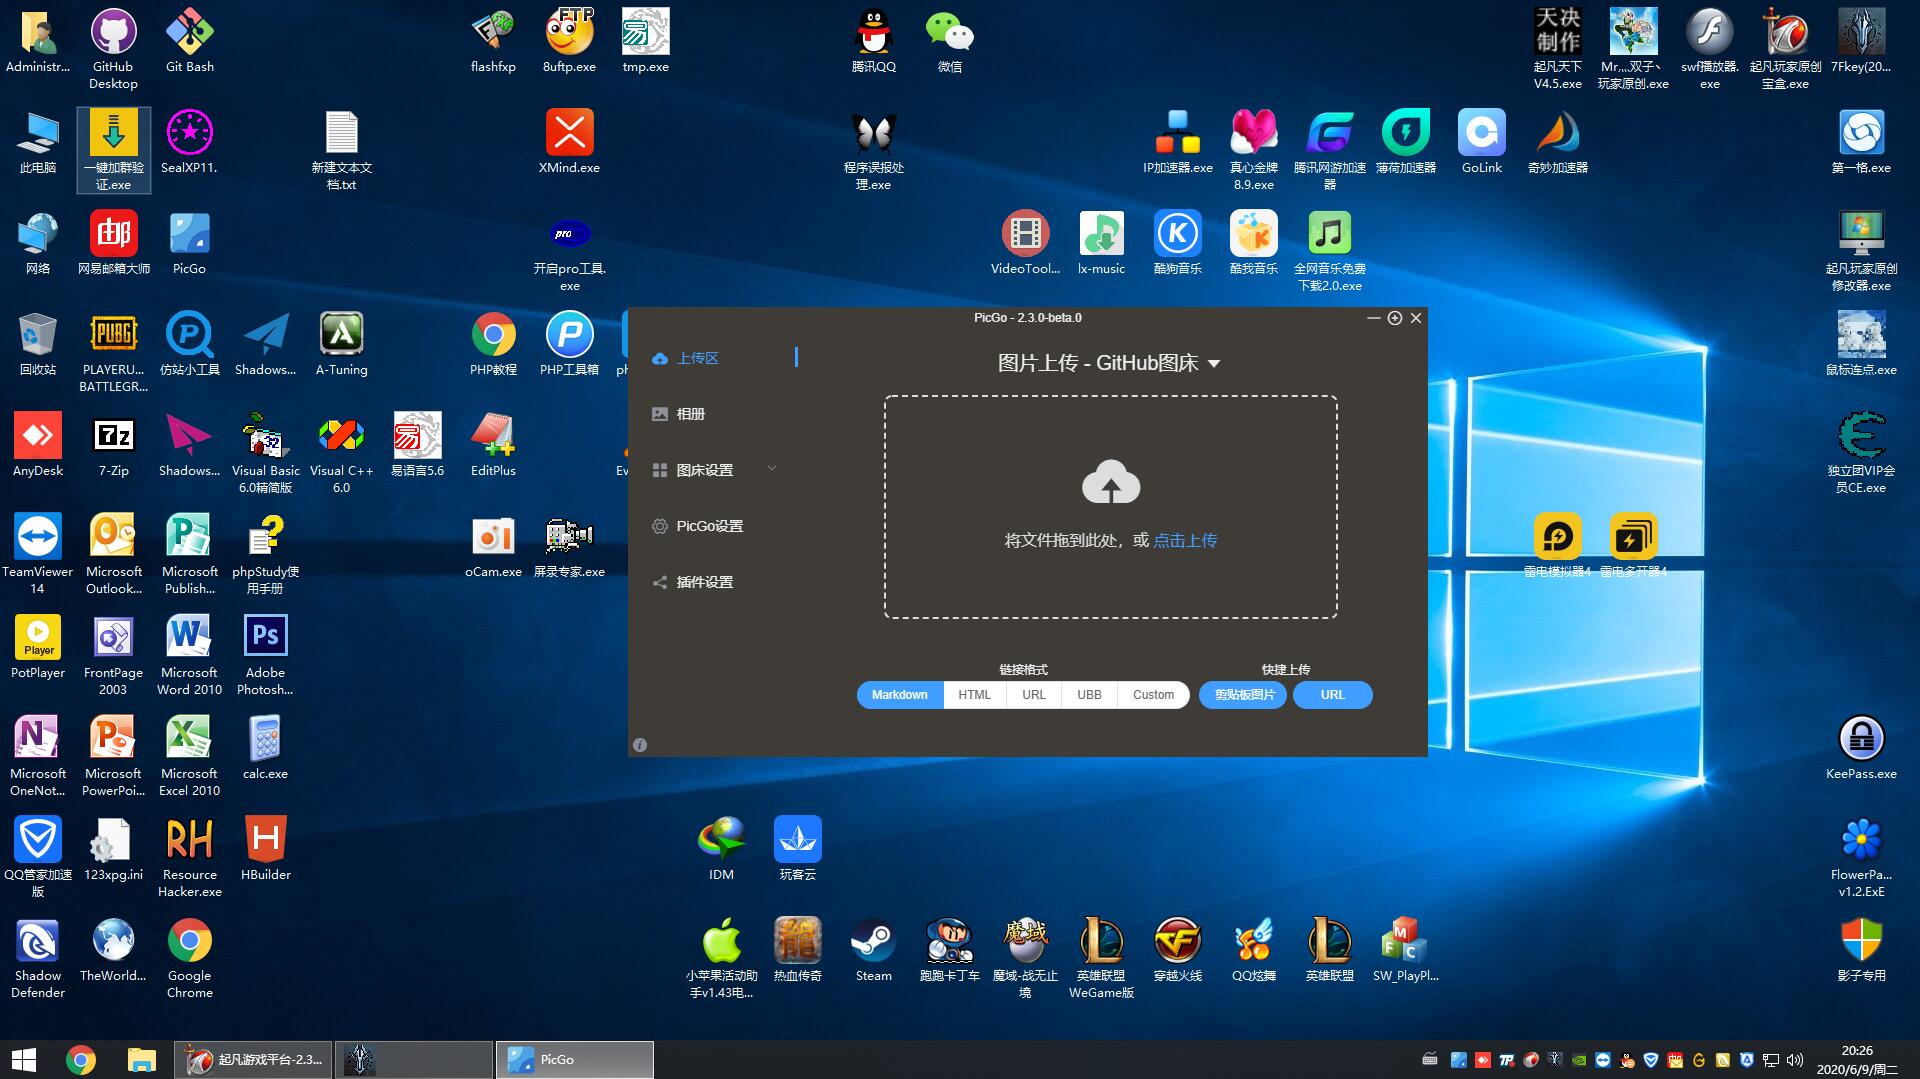 Administr...
GitHub
Desktop
Git Bash
flashfxp
FTP
8uftp.exe
tmp.exe
腾讯QQ
微信
天决
制作
起凡天下
V4.5.exe
Mr灬双子丶
玩家原创.exe
swf播放器.
exe
起凡玩家原创
宝盒.exe
7Fkey(20...
此电脑
一键加群验
证.exe
SealXP11.
新建文本文
档.txt
XMind.exe
程序误报处
理.exe
IP加速器.exe
真心金牌
8.9.exe
腾讯网游加速
器
薄荷加速器
GoLink
奇妙加速器
第一格.exe
网络
邮
网易邮箱大师
PicGo
pro
开启pro工具.
exe
VideoTool...
lx-music
K
酷狗音乐
酷我音乐
全网音乐免费
下载2.0.exe
起凡玩家原创
修改器.exe
回收站
PUBG
PLAYERU...
BATTLEGR...
仿站小工具
Shadows...
A-Tuning
PHP教程
PHP工具箱
ph
鼠标连点.exe
AnyDesk
7z
7-Zip
Shadows...
32
Visual Basic
6.0精简版
Visual C++
6.0
易语言5.6
EditPlus
Ev
独立团VIP会
员CE.exe
TeamViewer
14
Microsoft
Outlook...
Microsoft
Publish...
phpStudy使
用手册
oCam.exe
屏录专家.exe
雷电模拟器4
雷电多开器4
PicGo - 2.3.0-beta.0
上传区
相册
图床设置
PicGo设置
插件设置
图片上传 - GitHub图床
将文件拖到此处，或 点击上传
链接格式
快捷上传
Markdown
HTML
URL
UBB
Custom
剪贴板图片
URL
Player
PotPlayer
FrontPage
2003
W
Microsoft
Word 2010
Ps
Adobe
Photosh...
N
Microsoft
OneNot...
P
Microsoft
PowerPoi...
X
Microsoft
Excel 2010
calc.exe
KeePass.exe
QQ管家加速
版
123xpg.ini
RH
Resource
Hacker.exe
H
HBuilder
IDM
玩客云
FlowerPa...
v1.2.ExE
Shadow
Defender
TheWorld...
Google
Chrome
小苹果活动助
手v1.43电...
热血传奇
Steam
跑跑卡丁车
魔域
魔域-战无止
境
英雄联盟
WeGame版
穿越火线
QQ炫舞
英雄联盟
M
F
C
SW_PlayPl...
影子专用
起凡游戏平台-2.3...
PicGo
20:26
2020/6/9/周二